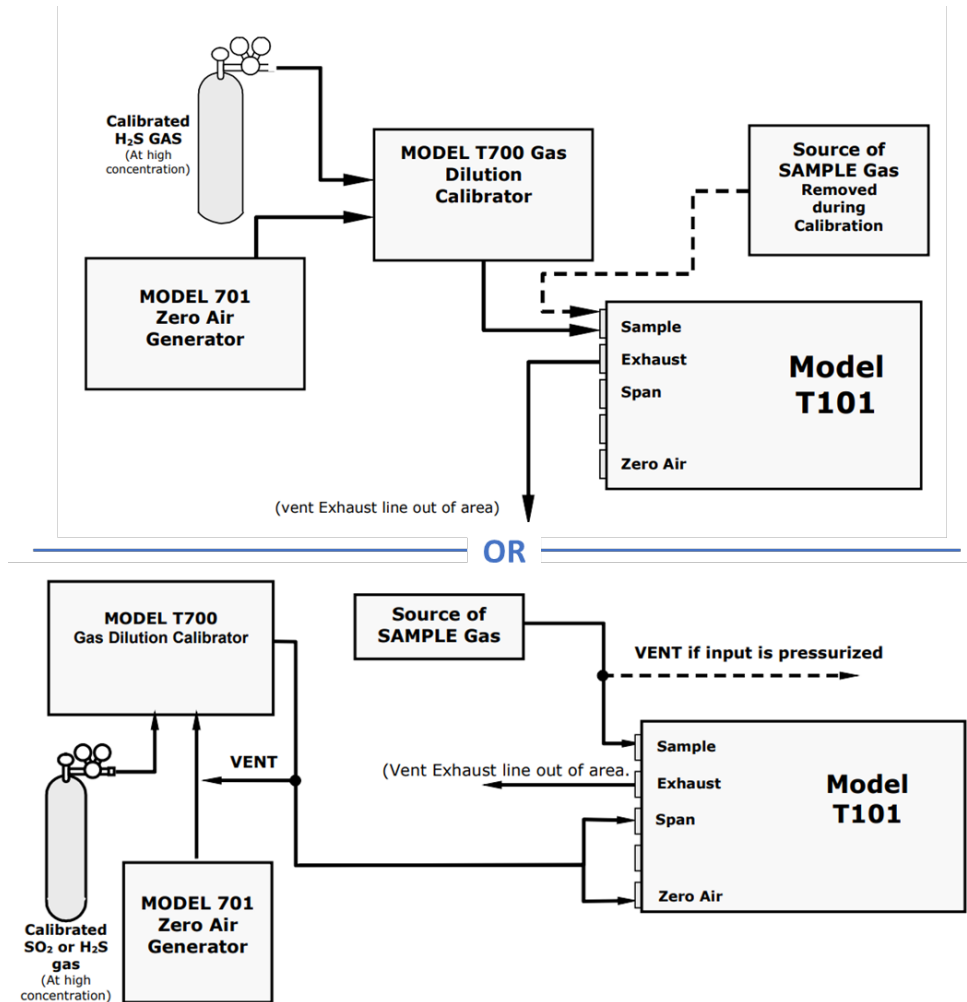 Calibrated
H₂S GAS
(At high
concentration)
MODEL T700 Gas
Dilution
Calibrator
Source of
SAMPLE Gas
Removed
during
Calibration
MODEL 701
Zero Air
Generator
Sample
Exhaust
Span
Zero Air
Model
T101
(vent Exhaust line out of area)
OR
MODEL T700
Gas Dilution Calibrator
Source of
SAMPLE Gas
VENT if input is pressurized
VENT
(Vent Exhaust line out of area.
Sample
Exhaust
Span
Zero Air
Model
T101
MODEL 701
Zero Air
Generator
Calibrated
SO₂ or H₂S
gas
(At high
concentration)